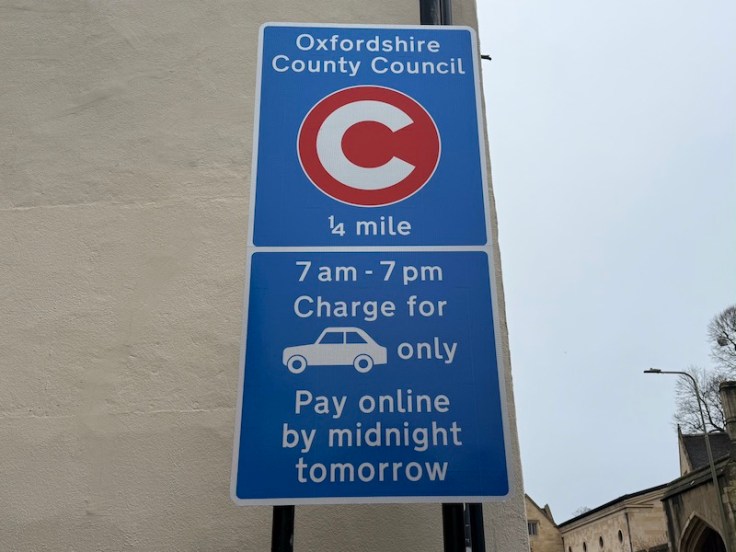 Oxfordshire
County Council
C
¼ mile
7 am - 7 pm
Charge for
only
Pay online
by midnight
tomorrow